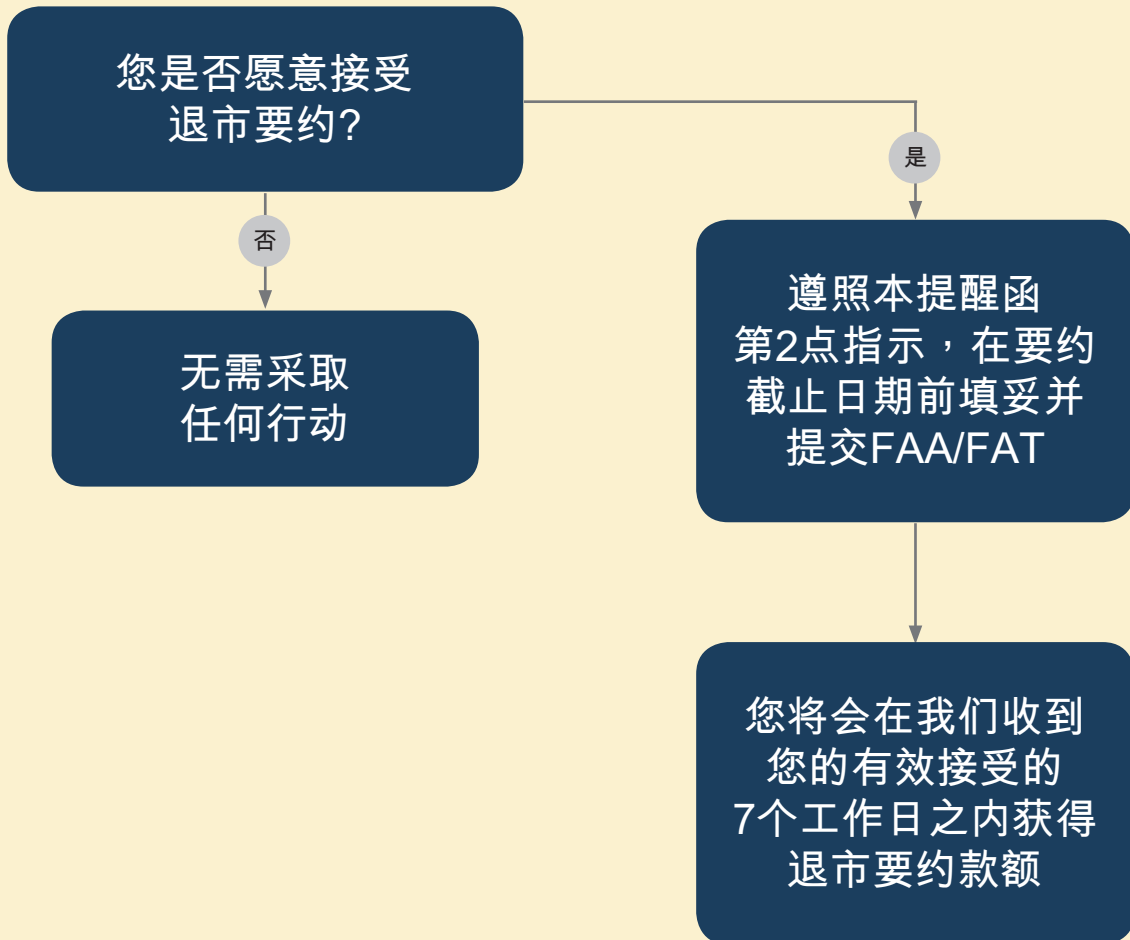 您是否愿意接受
退市要约?
是
否
无需采取
任何行动
遵照本提醒函
第2点指示，在要约
截止日期前填妥并
提交FAA/FAT
您将会在我们收到
您的有效接受的
7个工作日之内获得
退市要约款额